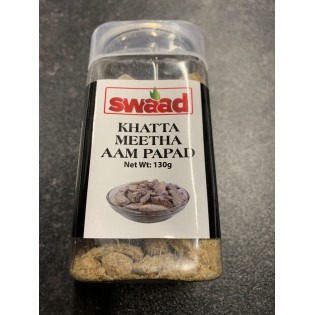 swaad
KHATTA
MEETHA
AAM PAPAD
Net Wt: 130g